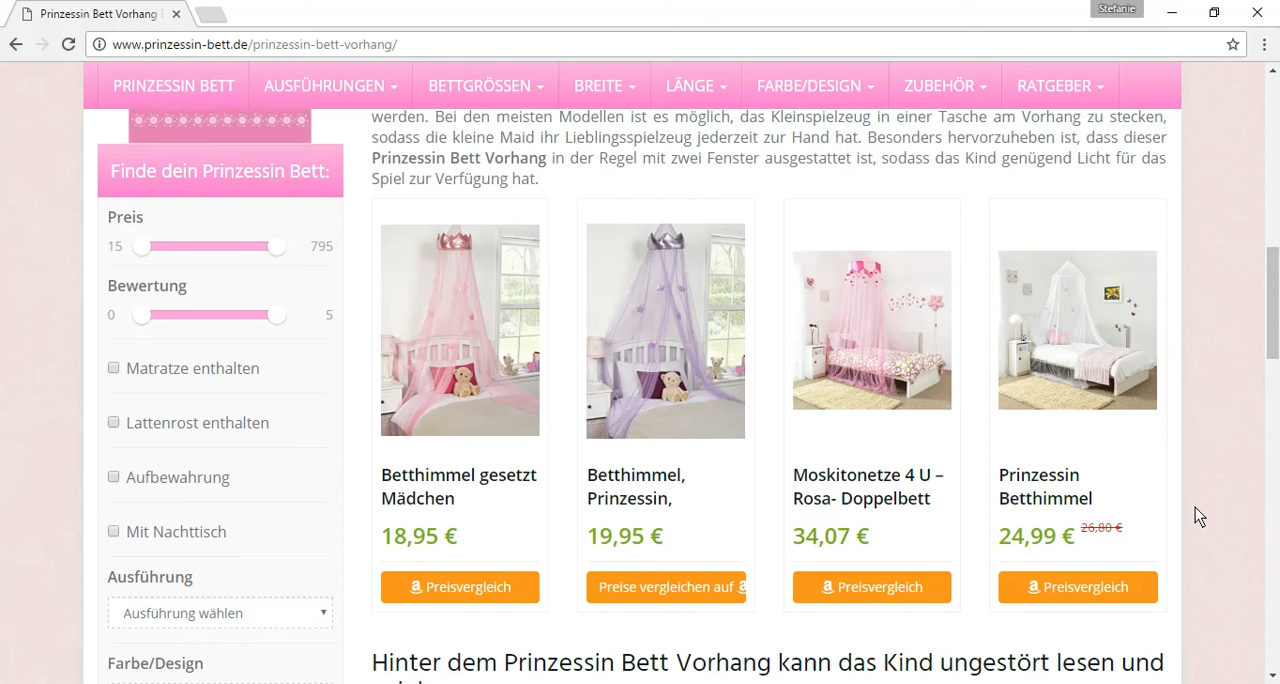 Prinzessin Bett Vorhang
Stefanie
www.prinzessin-bett.de/prinzessin-bett-vorhang/
PRINZESSIN BETT
AUSFÜHRUNGEN
BETTGRÖSSEN
BREITE
LÄNGE
FARBE/DESIGN
ZUBEHÖR
RATGEBER
Finde dein Prinzessin Bett:
Preis
15
795
Bewertung
0
5
Matratze enthalten
Lattenrost enthalten
Aufbewahrung
Mit Nachttisch
Ausführung
Ausführung wählen
Farbe/Design
werden. Bei den meisten Modellen ist es möglich, das Kleinspielzeug in einer Tasche am Vorhang zu stecken,
sodass die kleine Maid ihr Lieblingsspielzeug jederzeit zur Hand hat. Besonders hervorzuheben ist, dass dieser
Prinzessin Bett Vorhang in der Regel mit zwei Fenster ausgestattet ist, sodass das Kind genügend Licht für das
Spiel zur Verfügung hat.
Betthimmel gesetzt
Mädchen
18,95 €
Preisvergleich
Betthimmel,
Prinzessin,
19,95 €
Preise vergleichen auf
Moskitonetze 4 U –
Rosa- Doppelbett
34,07 €
Preisvergleich
Prinzessin
Betthimmel
24,99 € 26,80 €
Preisvergleich
Hinter dem Prinzessin Bett Vorhang kann das Kind ungestört lesen und